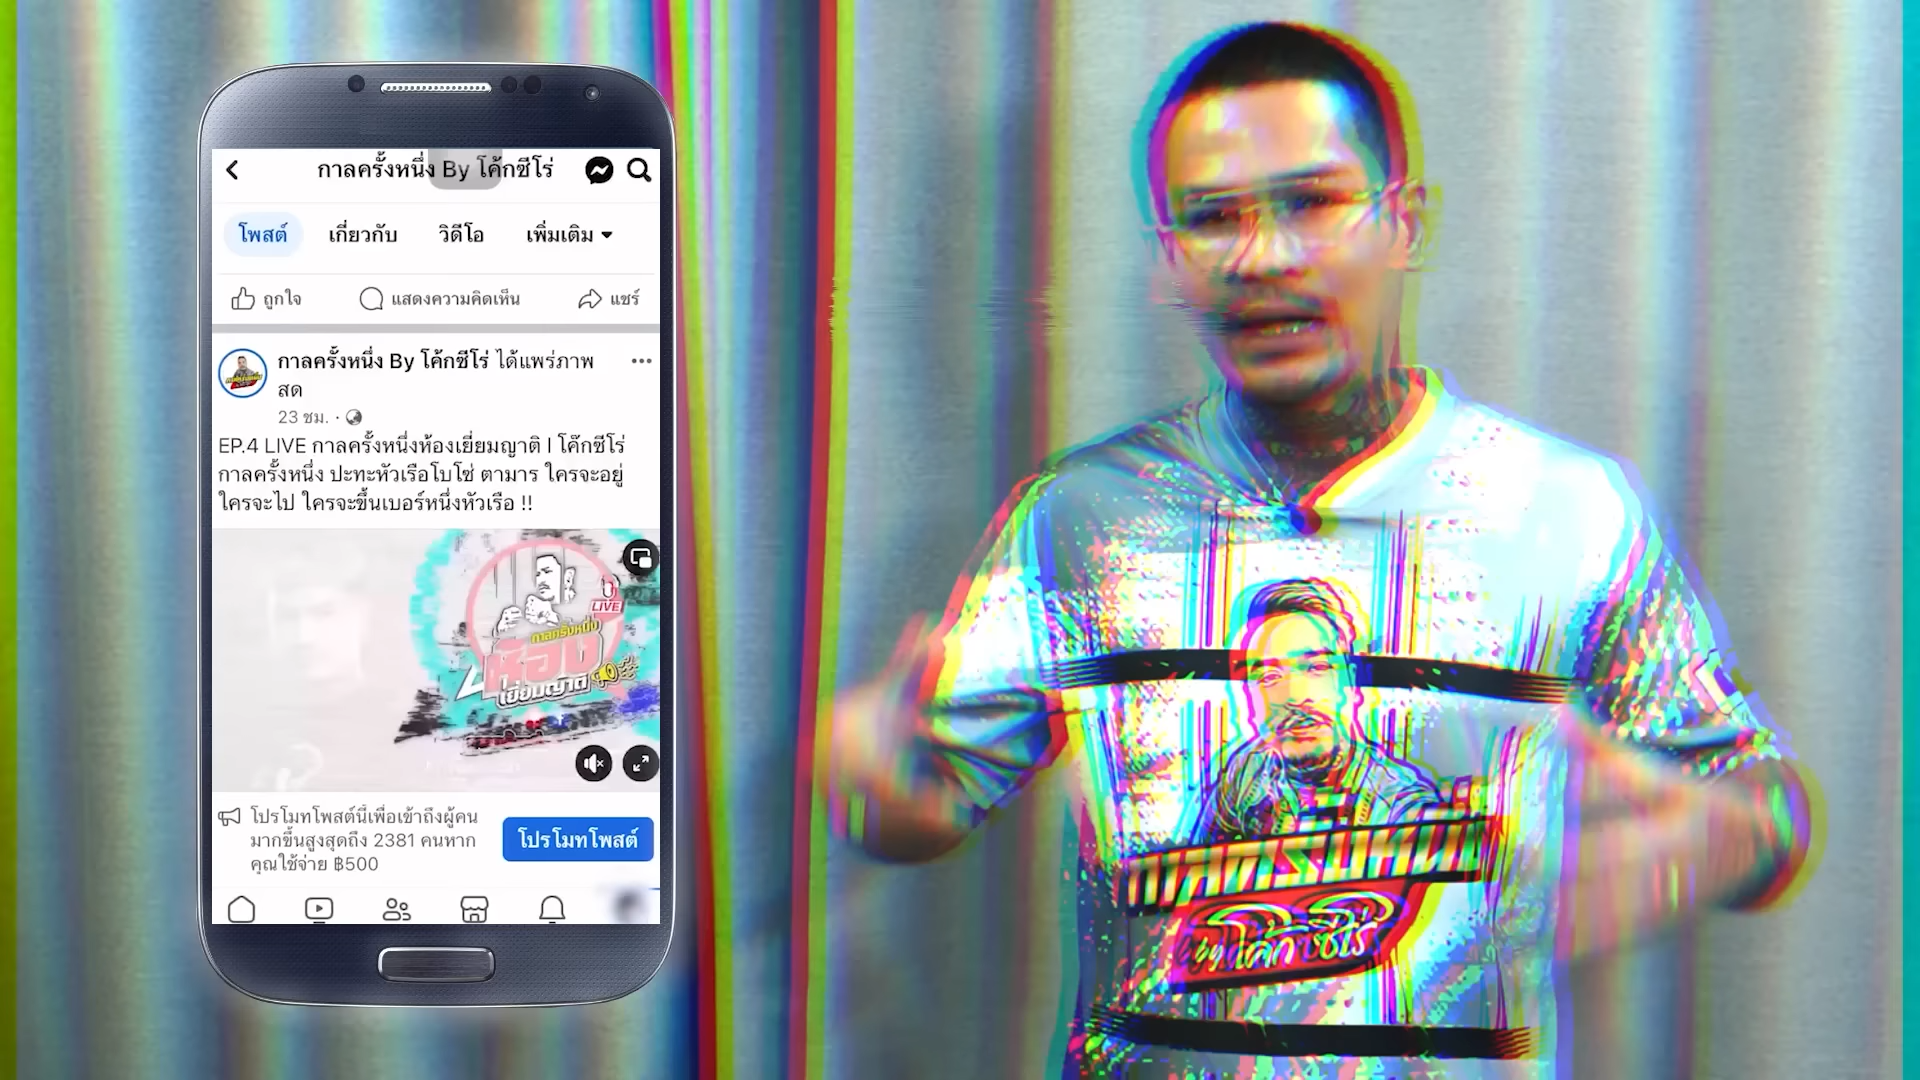 กาลครั้งหนึ่ง By โค้กซีโร่
โพสต์ เกี่ยวกับ วิดีโอ เพิ่มเติม
ถูกใจ แสดงความคิดเห็น แชร์
กาลครั้งหนึ่ง By โค้กซีโร่ ได้แพร่ภาพ
สด
23 ชม. ·
EP.4 LIVE กาลครั้งหนึ่งห้องเยี่ยมญาติ l โค๊กซีโร่
กาลครั้งหนึ่ง ปะทะหัวเรือโบโซ่ ตามาร ใครจะอยู่
ใครจะไป ใครจะขึ้นเบอร์หนึ่งหัวเรือ !!
LIVE
กาลครั้งหนึ่ง
ห้อง
เยี่ยมญาติ
โปรโมทโพสต์นี้เพื่อเข้าถึงผู้คน
มากขึ้นสูงสุดถึง 2381 คนหาก
คุณใช้จ่าย ฿500
โปรโมทโพสต์
กาลครั้งหนึ่ง
by โค้ก ซีโร่